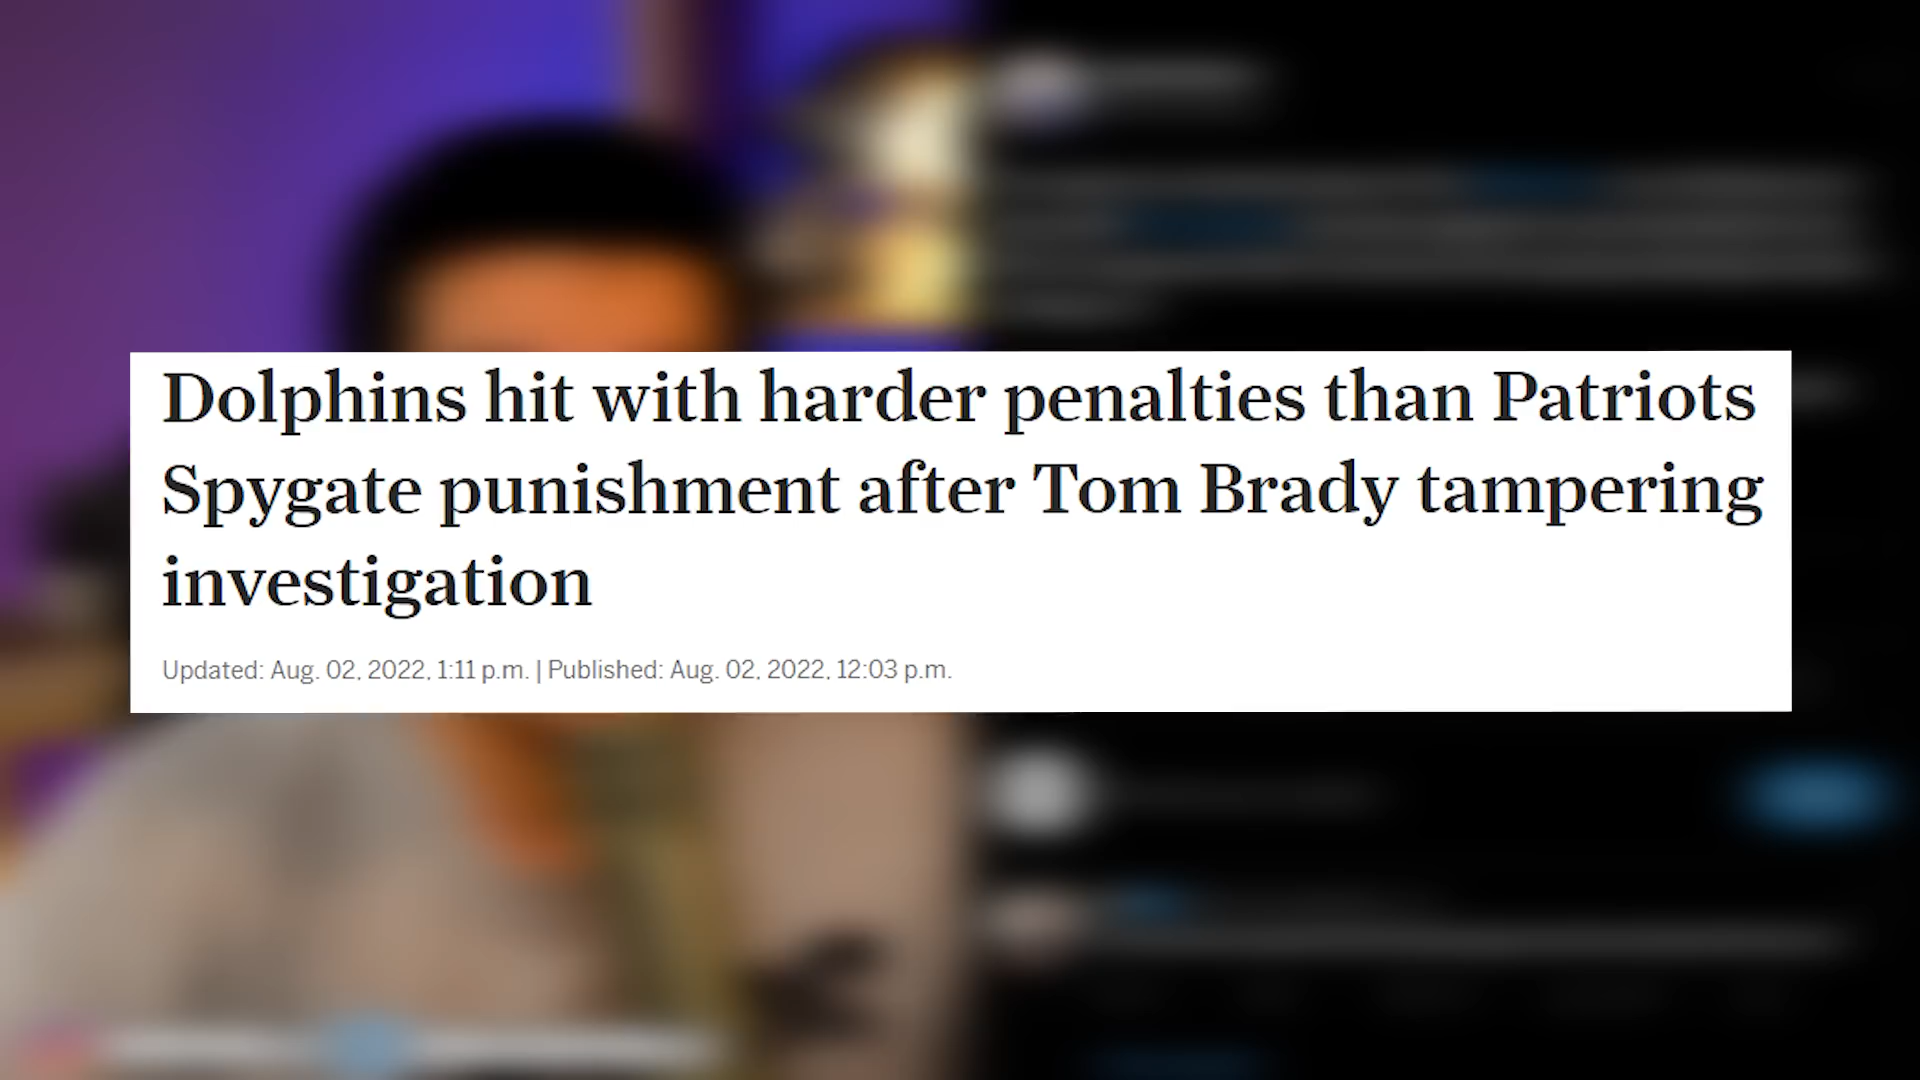 Dolphins hit with harder penalties than Patriots
Spygate punishment after Tom Brady tampering
investigation
Updated: Aug. 02, 2022, 1:11 p.m. | Published: Aug. 02, 2022, 12:03 p.m.